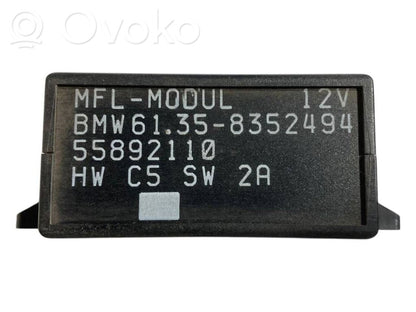 Ovoko
MFL-MODUL 12V
BMW61.35-8352494
55892110
HW C5 SW 2A